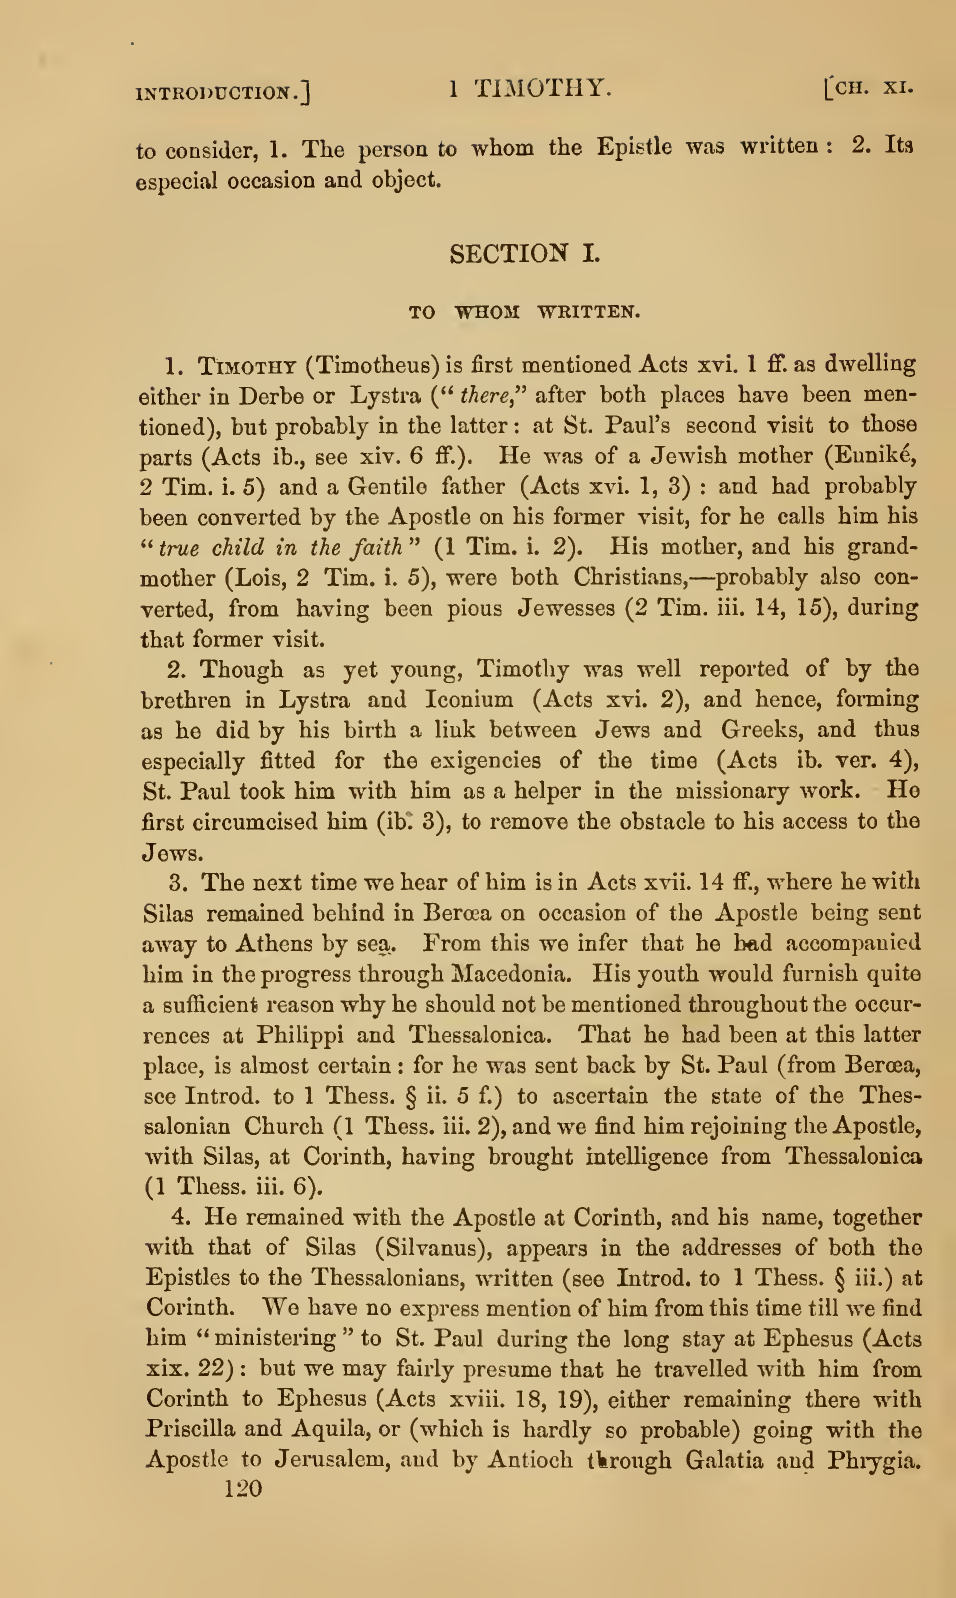 INTRODUCTION.] 1 TIMOTHY. [CH. XI.
to consider, 1. The person to whom the Epistle was written : 2. Its
especial occasion and object.
SECTION I.
TO WHOM WRITTEN.
1. TIMOTHY (Timotheus) is first mentioned Acts xvi. 1 ff. as dwelling
either in Derbe or Lystra (“ there,” after both places have been men-
tioned), but probably in the latter : at St. Paul’s second visit to those
parts (Acts ib., see xiv. 6 ff.). He was of a Jewish mother (Euniké,
2 Tim. i. 5) and a Gentile father (Acts xvi. 1, 3) : and had probably
been converted by the Apostle on his former visit, for he calls him his
“ true child in the faith ” (1 Tim. i. 2). His mother, and his grand-
mother (Lois, 2 Tim. i. 5), were both Christians,—probably also con-
verted, from having been pious Jewesses (2 Tim. iii. 14, 15), during
that former visit.
2. Though as yet young, Timothy was well reported of by the
brethren in Lystra and Iconium (Acts xvi. 2), and hence, forming
as he did by his birth a link between Jews and Greeks, and thus
especially fitted for the exigencies of the time (Acts ib. ver. 4),
St. Paul took him with him as a helper in the missionary work. He
first circumcised him (ib. 3), to remove the obstacle to his access to the
Jews.
3. The next time we hear of him is in Acts xvii. 14 ff., where he with
Silas remained behind in Berœa on occasion of the Apostle being sent
away to Athens by sea. From this we infer that he had accompanied
him in the progress through Macedonia. His youth would furnish quite
a sufficient reason why he should not be mentioned throughout the occur-
rences at Philippi and Thessalonica. That he had been at this latter
place, is almost certain : for he was sent back by St. Paul (from Berœa,
see Introd. to 1 Thess. § ii. 5 f.) to ascertain the state of the Thes-
salonian Church (1 Thess. iii. 2), and we find him rejoining the Apostle,
with Silas, at Corinth, having brought intelligence from Thessalonica
(1 Thess. iii. 6).
4. He remained with the Apostle at Corinth, and his name, together
with that of Silas (Silvanus), appears in the addresses of both the
Epistles to the Thessalonians, written (see Introd. to 1 Thess. § iii.) at
Corinth. We have no express mention of him from this time till we find
him “ ministering ” to St. Paul during the long stay at Ephesus (Acts
xix. 22) : but we may fairly presume that he travelled with him from
Corinth to Ephesus (Acts xviii. 18, 19), either remaining there with
Priscilla and Aquila, or (which is hardly so probable) going with the
Apostle to Jerusalem, and by Antioch through Galatia and Phrygia.
120